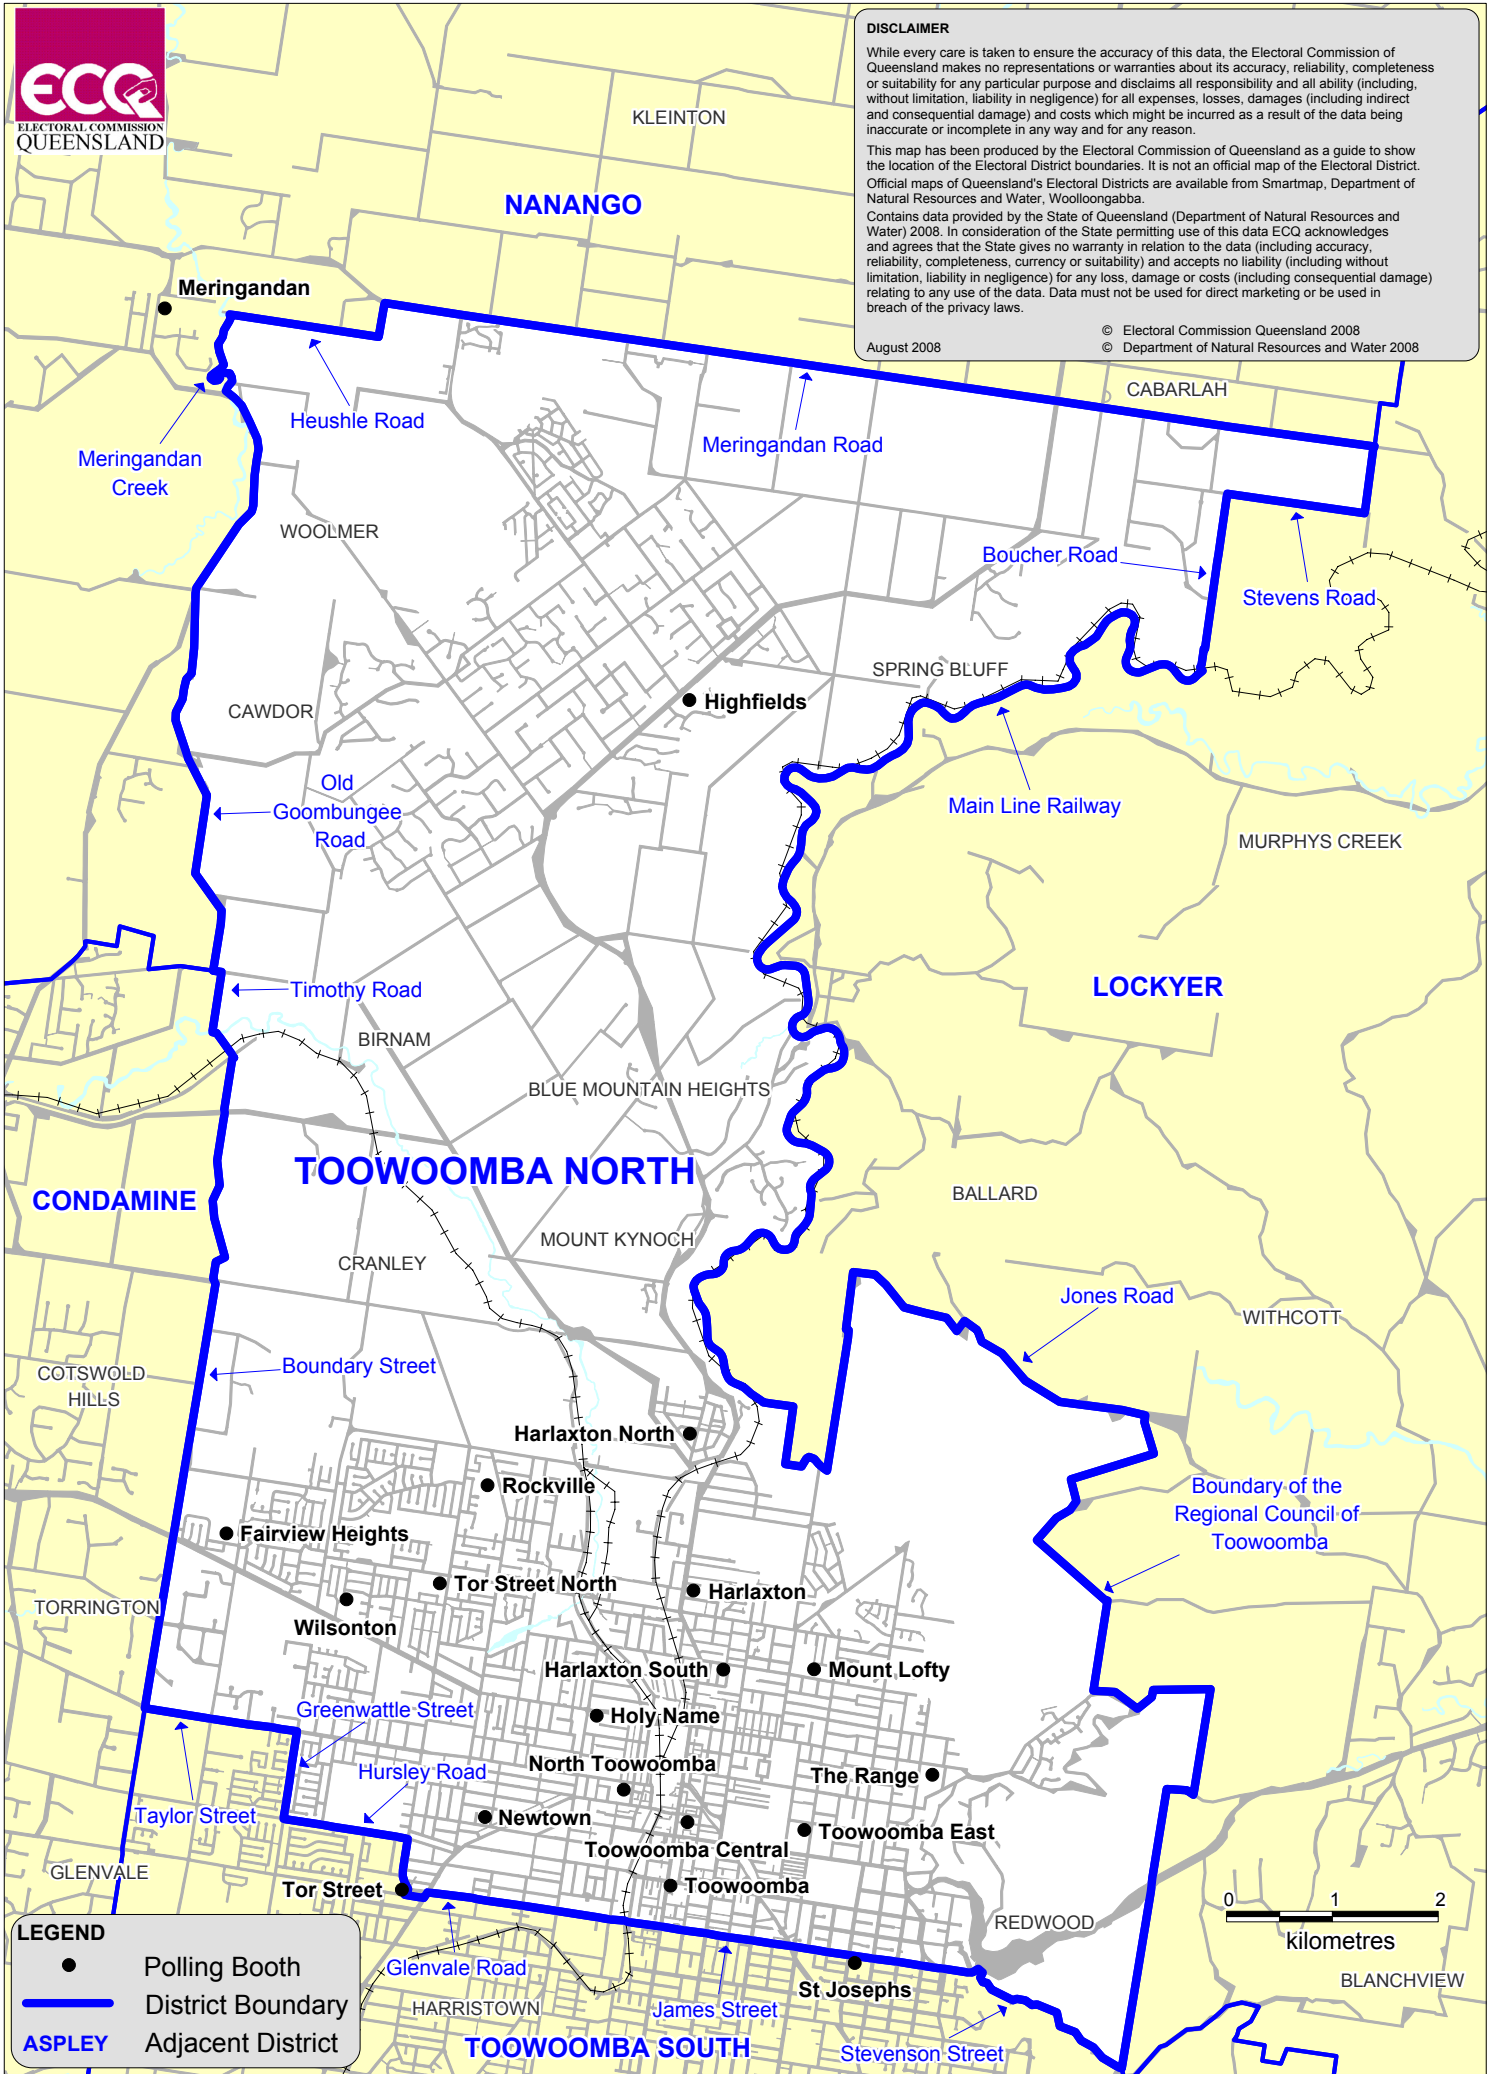 ECQ
ELECTORAL COMMISSION
QUEENSLAND
DISCLAIMER
While every care is taken to ensure the accuracy of this data, the Electoral Commission of
Queensland makes no representations or warranties about its accuracy, reliability, completeness
or suitability for any particular purpose and disclaims all responsibility and all ability (including,
without limitation, liability in negligence) for all expenses, losses, damages (including indirect
and consequential damage) and costs which might be incurred as a result of the data being
inaccurate or incomplete in any way and for any reason.
This map has been produced by the Electoral Commission of Queensland as a guide to show
the location of the Electoral District boundaries. It is not an official map of the Electoral District.
Official maps of Queensland's Electoral Districts are available from Smartmap, Department of
Natural Resources and Water, Woolloongabba.
Contains data provided by the State of Queensland (Department of Natural Resources and
Water) 2008. In consideration of the State permitting use of this data ECQ acknowledges
and agrees that the State gives no warranty in relation to the data (including accuracy,
reliability, completeness, currency or suitability) and accepts no liability (including without
limitation, liability in negligence) for any loss, damage or costs (including consequential damage)
relating to any use of the data. Data must not be used for direct marketing or be used in
breach of the privacy laws.
© Electoral Commission Queensland 2008
August 2008
© Department of Natural Resources and Water 2008
KLEINTON
NANANGO
Meringandan
CABARLAH
Heushle Road
Meringandan Road
Meringandan
Creek
WOOLMER
Boucher Road
Stevens Road
SPRING BLUFF
Highfields
CAWDOR
Old
Goombungee
Road
Main Line Railway
MURPHYS CREEK
LOCKYER
Timothy Road
BIRNAM
BLUE MOUNTAIN HEIGHTS
TOOWOOMBA NORTH
CONDAMINE
BALLARD
MOUNT KYNOCH
CRANLEY
Jones Road
WITHCOTT
Boundary Street
COTSWOLD
HILLS
Harlaxton North
Rockville
Boundary of the
Regional Council of
Toowoomba
Fairview Heights
Tor Street North
Harlaxton
TORRINGTON
Wilsonton
Harlaxton South
Mount Lofty
Greenwattle Street
Holy Name
North Toowoomba
Hursley Road
The Range
Taylor Street
Newtown
Toowoomba East
Toowoomba Central
GLENVALE
Tor Street
Toowoomba
0 1 2
kilometres
REDWOOD
Glenvale Road
BLANCHVIEW
St Josephs
HARRISTOWN
James Street
TOOWOOMBA SOUTH
Stevenson Street
LEGEND
Polling Booth
District Boundary
ASPLEY Adjacent District